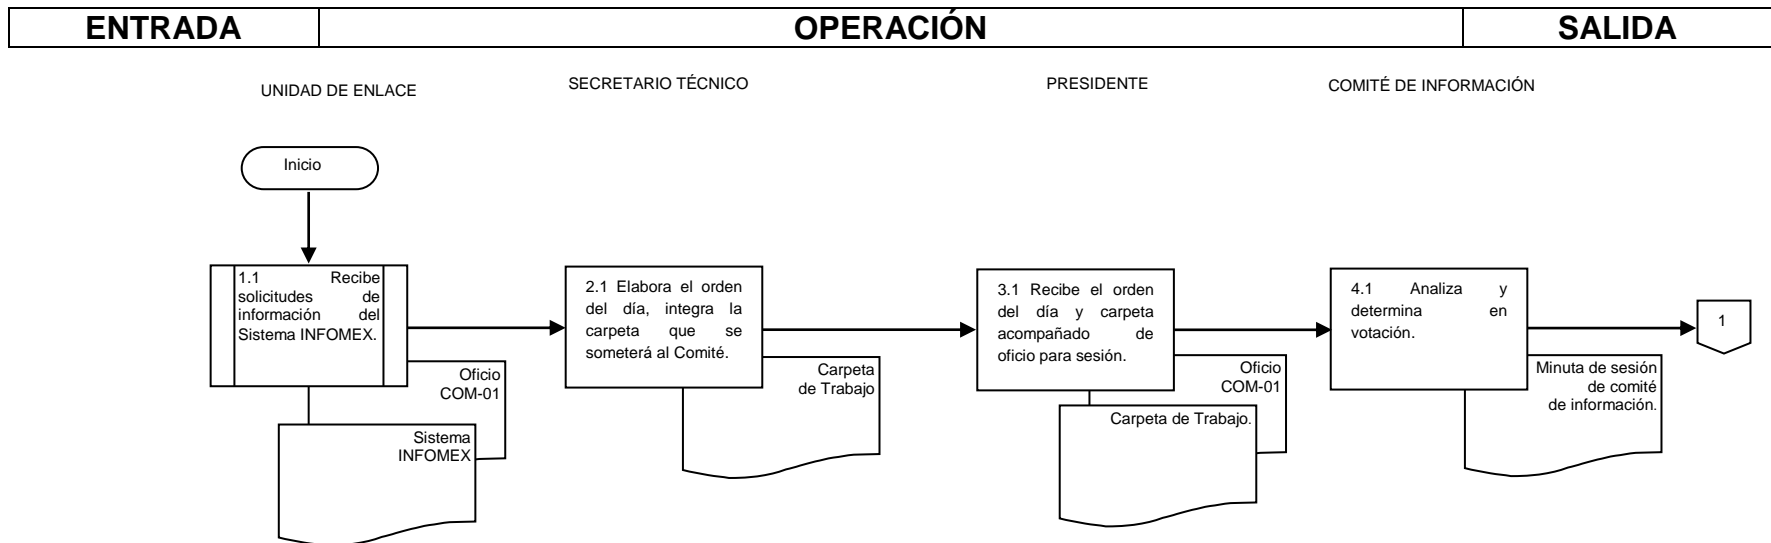 ENTRADA OPERACIÓN SALIDA
UNIDAD DE ENLACE SECRETARIO TÉCNICO PRESIDENTE COMITÉ DE INFORMACIÓN
Inicio
1.1 Recibe
solicitudes de
información del
Sistema INFOMEX.
Oficio
COM-01
Sistema
INFOMEX
2.1 Elabora el orden
del día, integra la
carpeta que se
someterá al Comité.
Carpeta
de Trabajo
3.1 Recibe el orden
del día y carpeta
acompañado de
oficio para sesión.
Oficio
COM-01
Carpeta de Trabajo.
4.1 Analiza y
determina en
votación.
Minuta de sesión
de comité
de información.
1